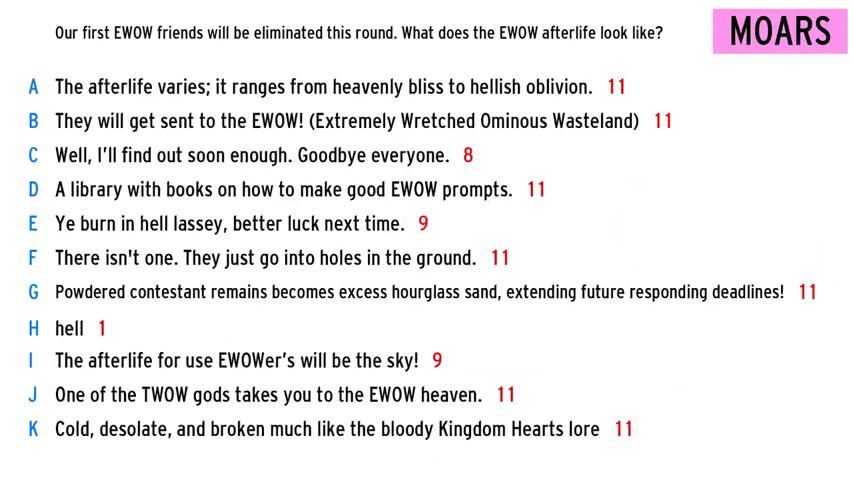 Our first EWOW friends will be eliminated this round. What does the EWOW afterlife look like?
MOARS
A The afterlife varies; it ranges from heavenly bliss to hellish oblivion. 11
B They will get sent to the EWOW! (Extremely Wretched Ominous Wasteland) 11
C Well, I'll find out soon enough. Goodbye everyone. 8
D A library with books on how to make good EWOW prompts. 11
E Ye burn in hell lassey, better luck next time. 9
F There isn't one. They just go into holes in the ground. 11
G Powdered contestant remains becomes excess hourglass sand, extending future responding deadlines! 11
H hell 1
I The afterlife for use EWOWer's will be the sky! 9
J One of the TWOW gods takes you to the EWOW heaven. 11
K Cold, desolate, and broken much like the bloody Kingdom Hearts lore 11